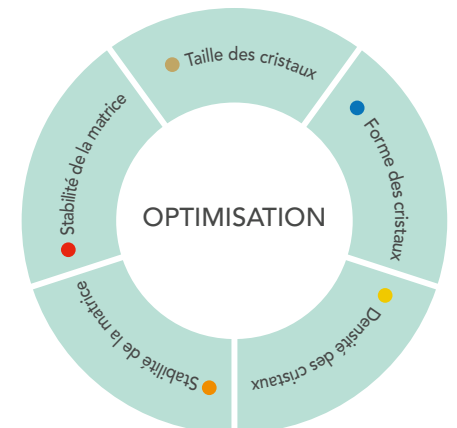 Taille des cristaux
Forme des cristaux
Densité des cristaux
Stabilité de la matrice
Stabilité de la matrice
OPTIMISATION